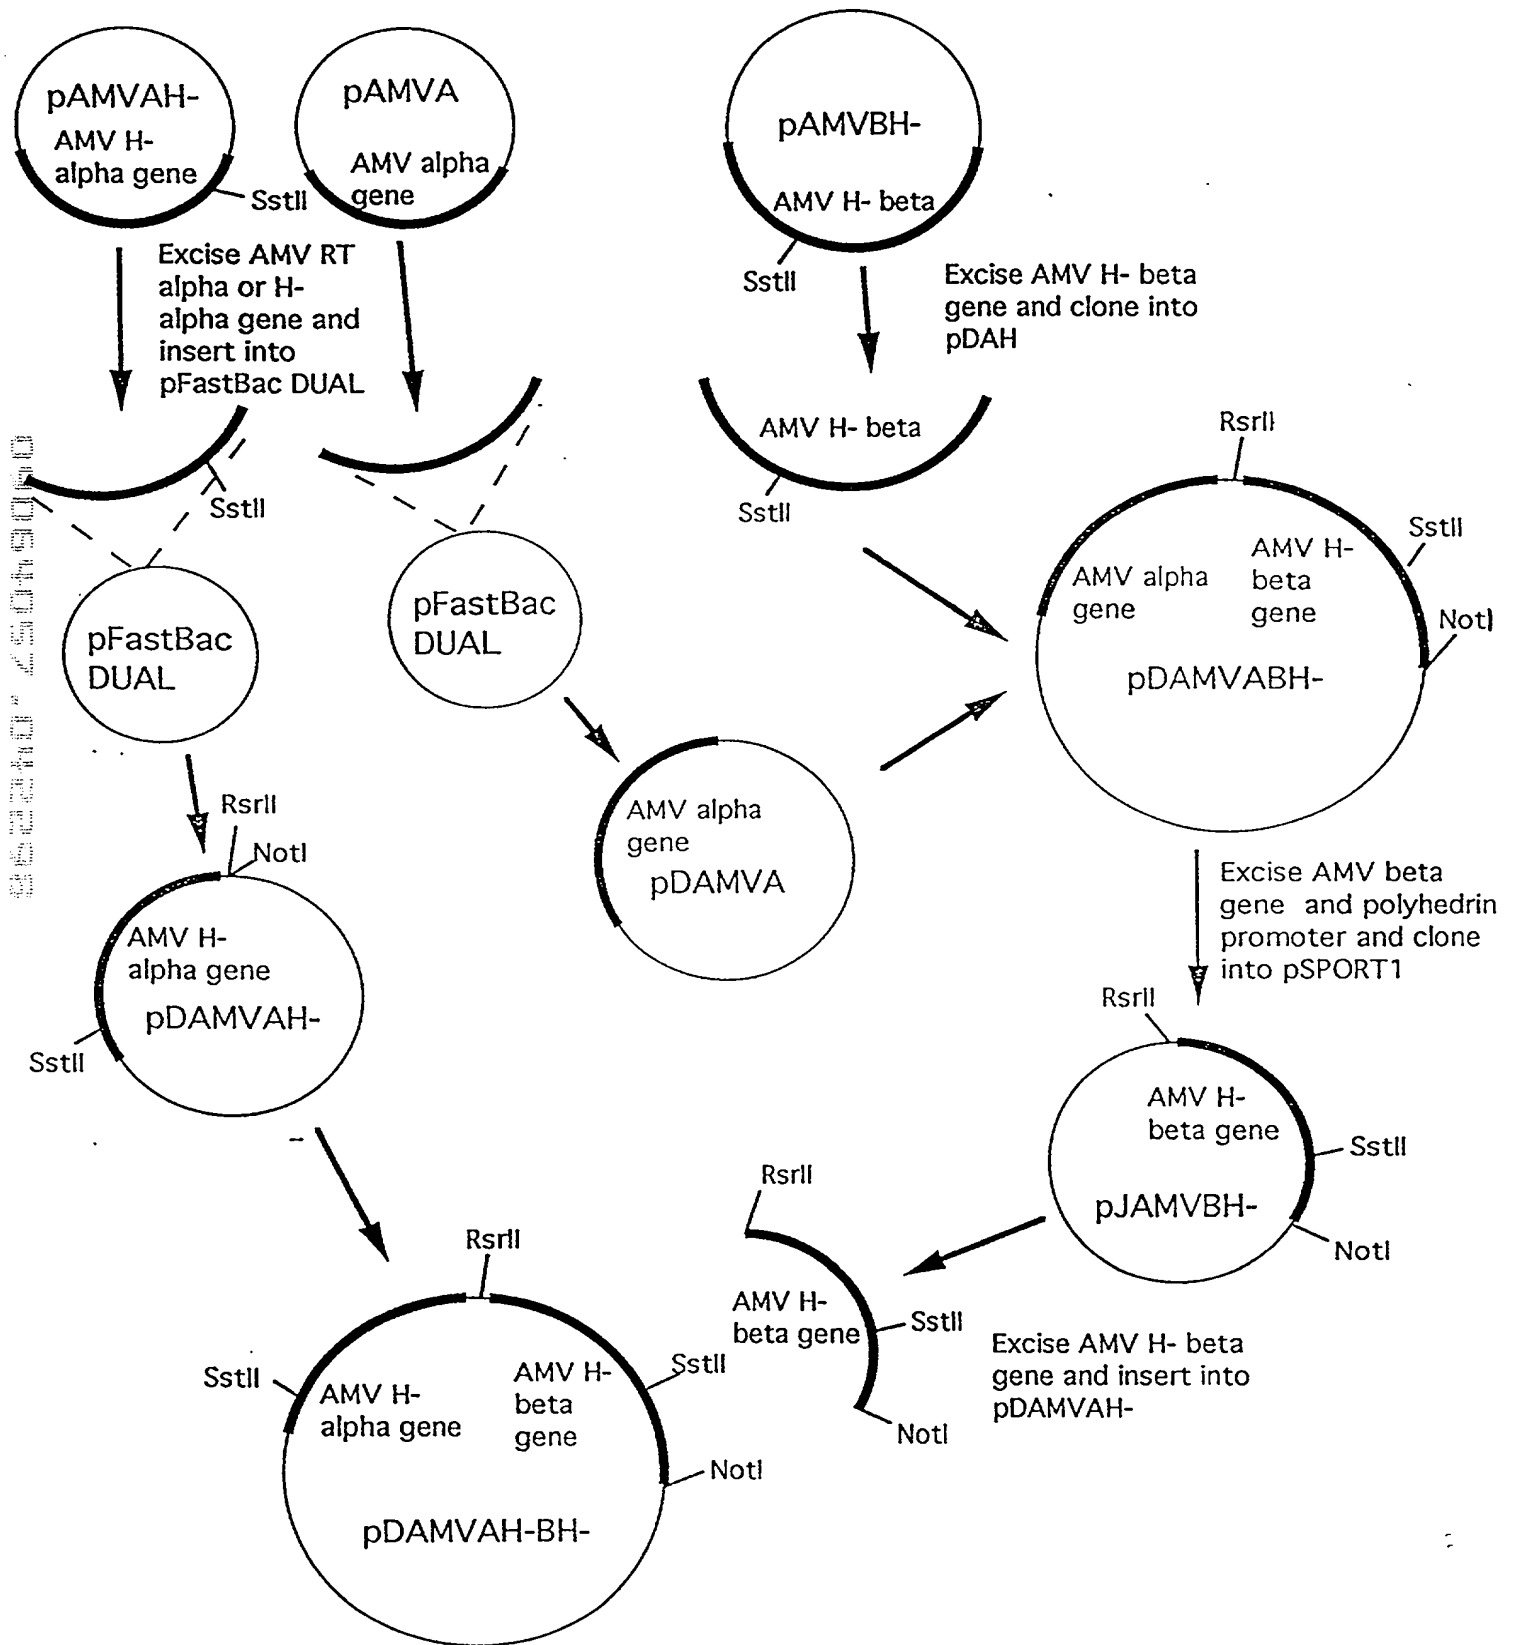 pAMVAH-
AMV H-
alpha gene
SstII
pAMVA
AMV alpha
gene
pAMVBH-
AMV H- beta
SstII
Excise AMV RT
alpha or H-
alpha gene and
insert into
pFastBac DUAL
Excise AMV H- beta
gene and clone into
pDAH
SstII
AMV H- beta
SstII
pFastBac
DUAL
pFastBac
DUAL
RsrII
SstII
AMV alpha
gene
AMV H-
beta
gene
NotI
pDAMVABH-
RsrII
NotI
AMV H-
alpha gene
pDAMVAH-
SstII
AMV alpha
gene
pDAMVA
Excise AMV beta
gene and polyhedrin
promoter and clone
into pSPORT1
RsrII
AMV H-
beta gene
SstII
pJAMVBH-
NotI
RsrII
AMV H-
beta gene
SstII
NotI
Excise AMV H- beta
gene and insert into
pDAMVAH-
RsrII
SstII
AMV H-
alpha gene
AMV H-
beta
gene
SstII
NotI
pDAMVAH-BH-